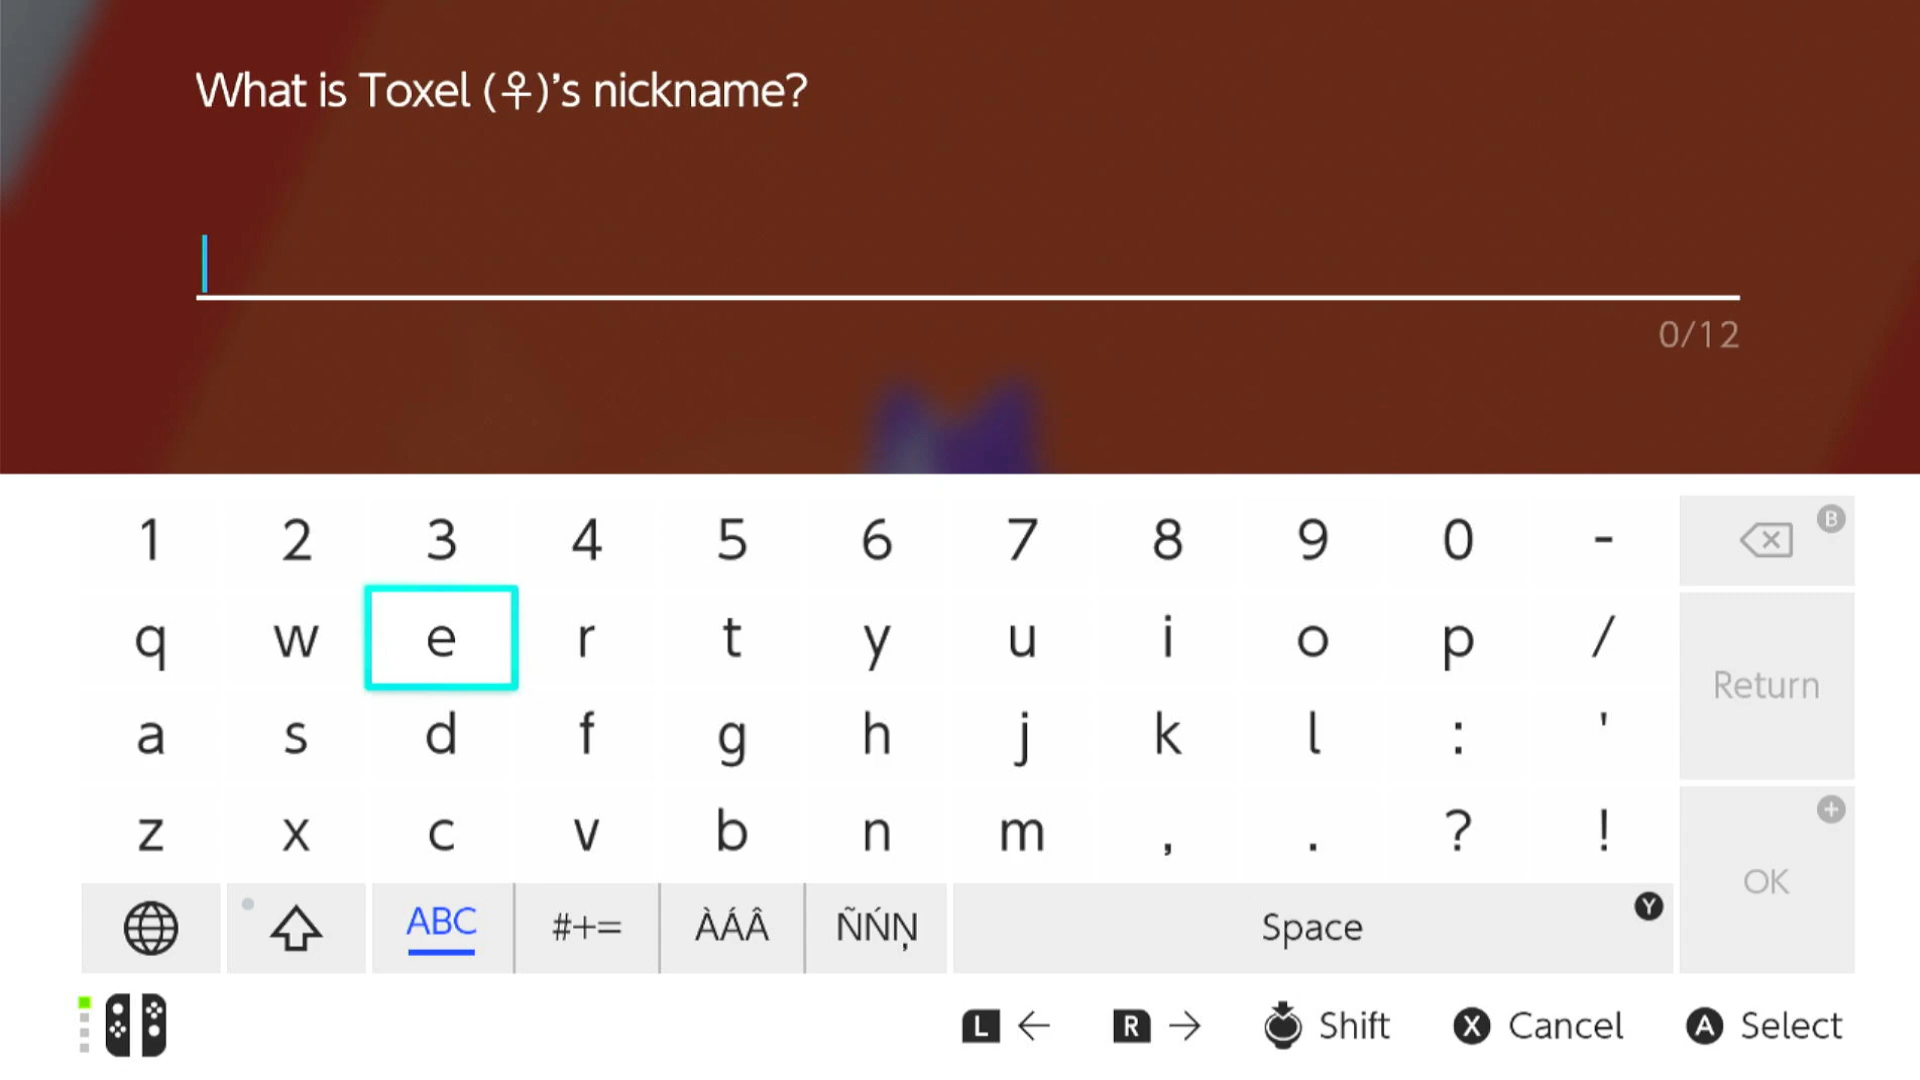 What is Toxel (♀)'s nickname?
0/12
1 2 3 4 5 6 7 8 9 0 - B
q w e r t y u i o p / Return
a s d f g h j k l : '
z x c v b n m , . ? ! + OK
ABC #+= ÀÁÂ ÑŃŅ Space Y
L ← R → Shift X Cancel A Select